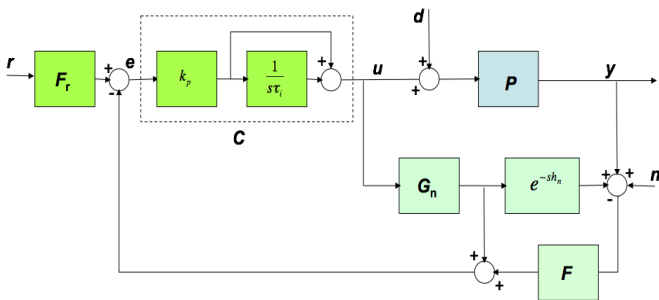 r
F_r
+
-
e
k_p
1
sτ_i
+
C
u
d
+
+
P
y
G_n
e^{-sh_n}
+
+
-
n
F
+
+